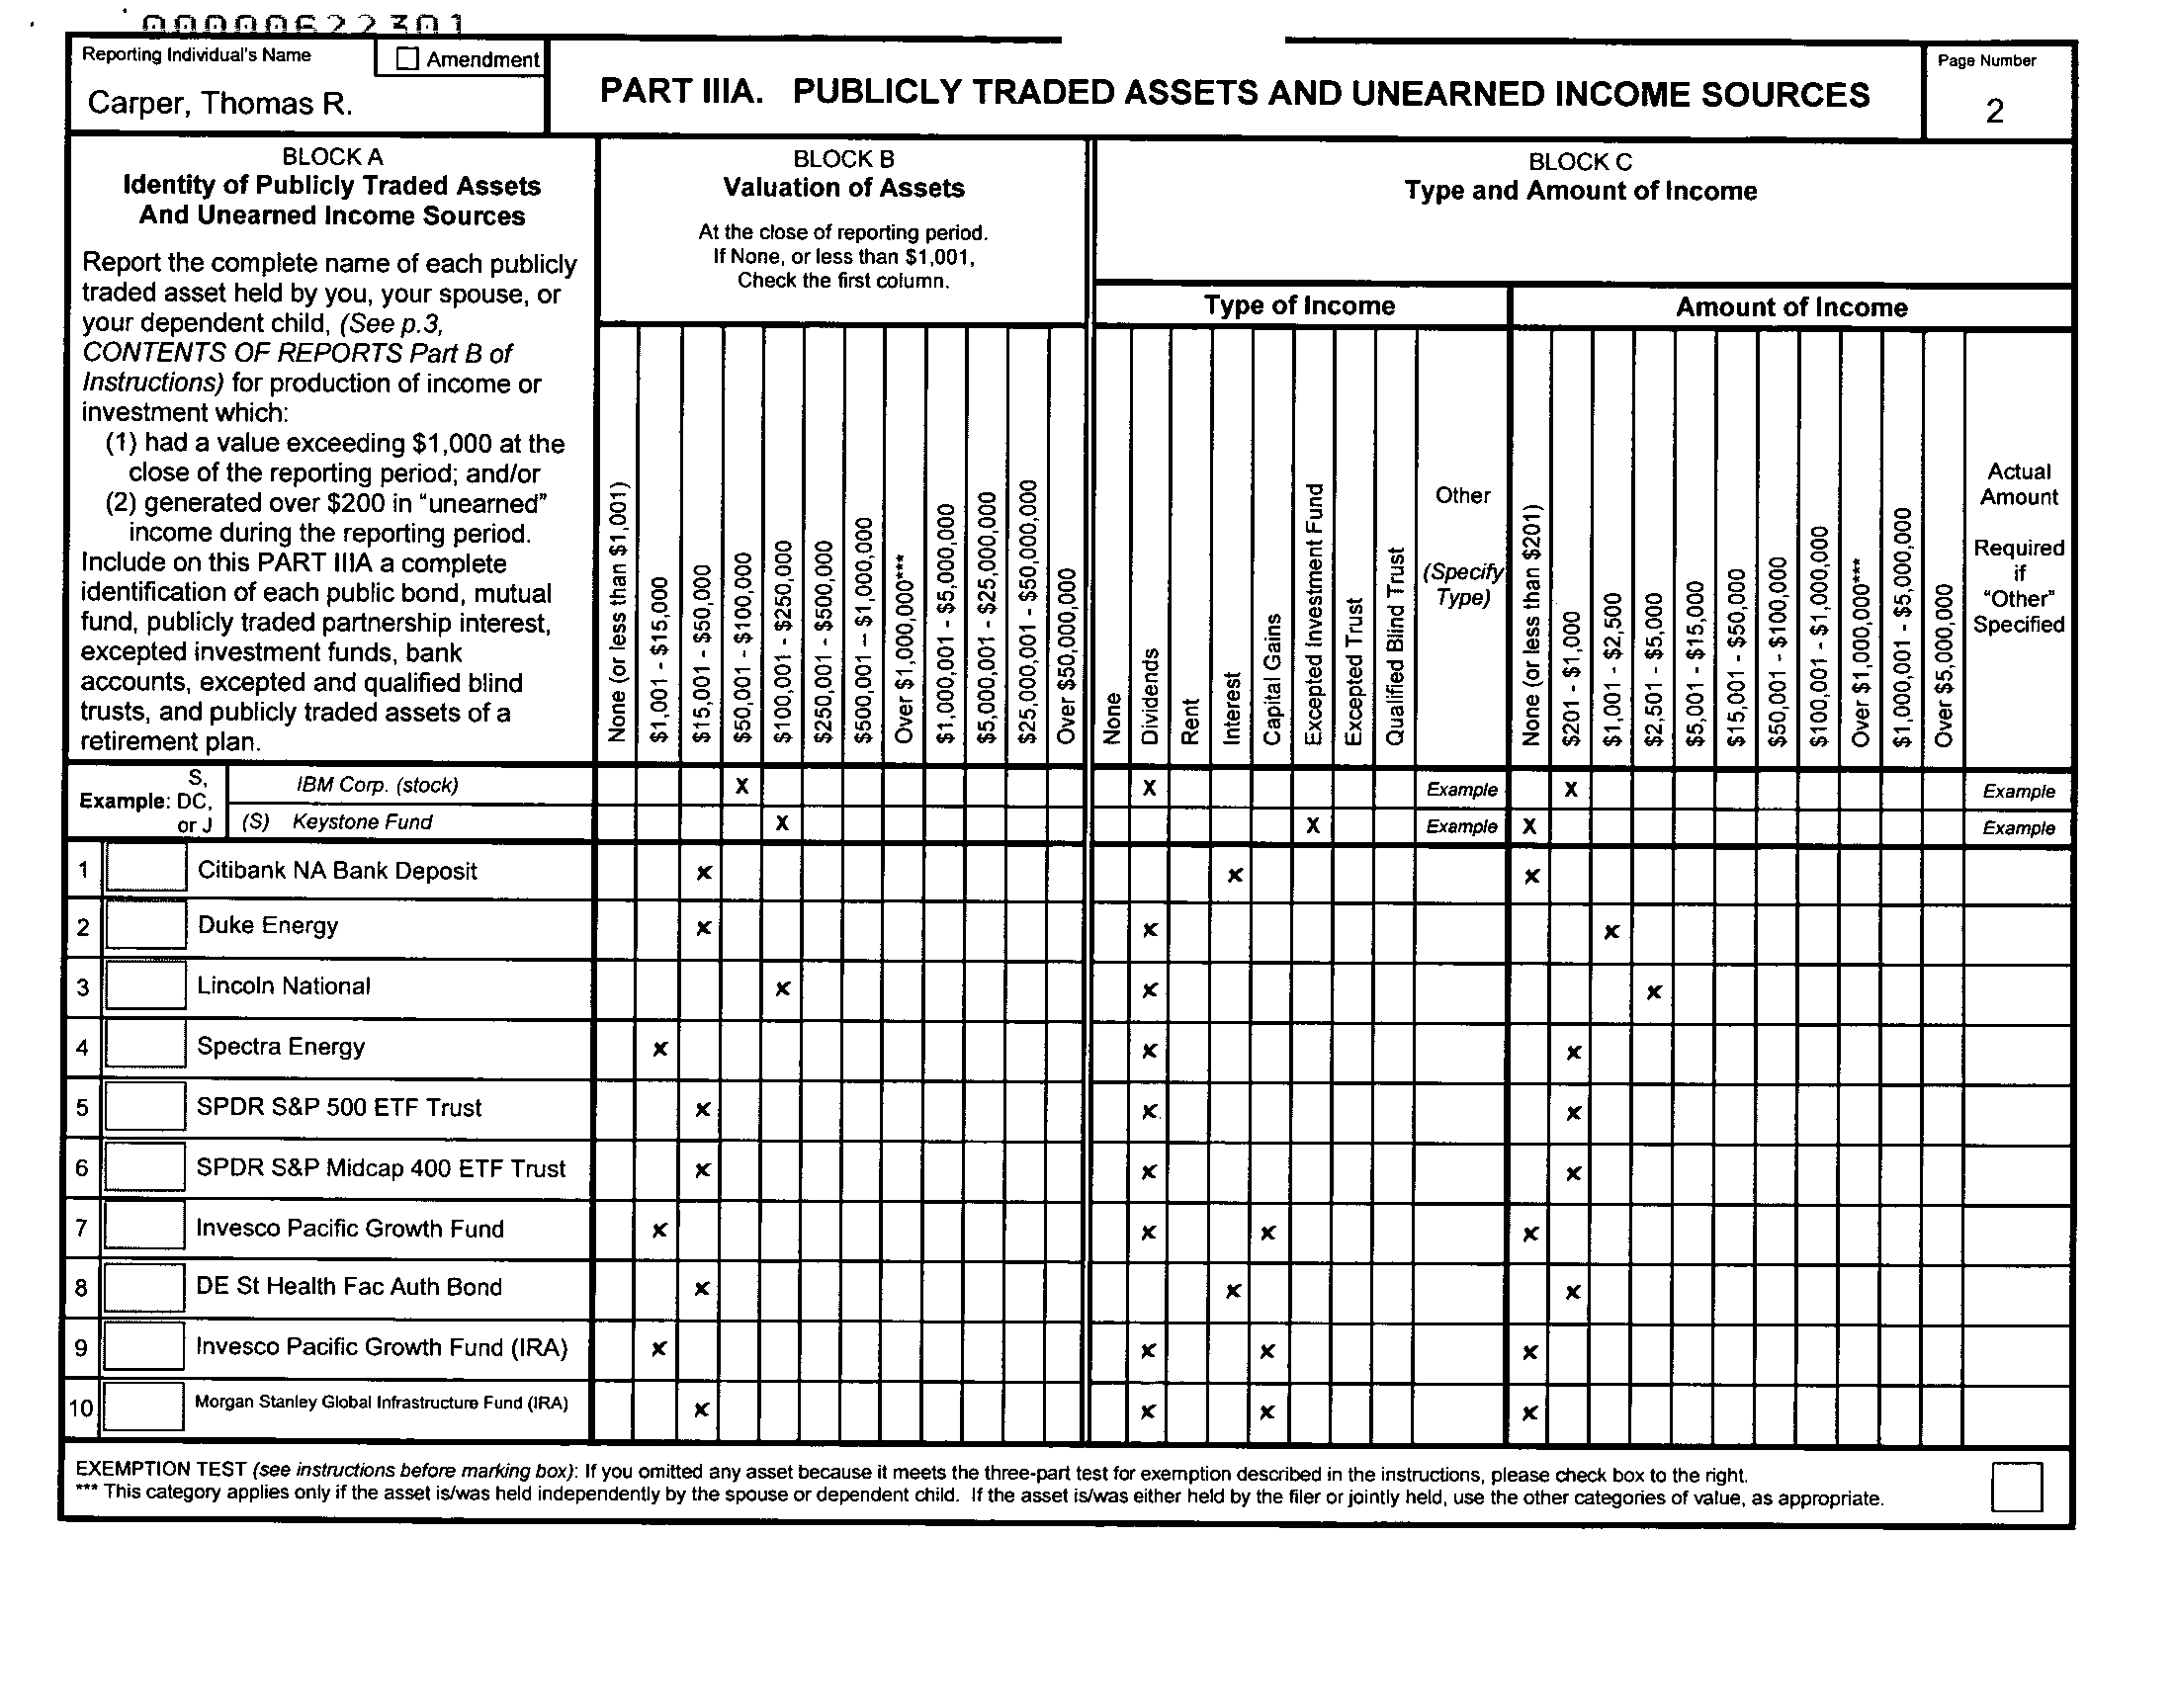 00000622301
Reporting Individual's Name
Amendment
Carper, Thomas R.
PART IIIA. PUBLICLY TRADED ASSETS AND UNEARNED INCOME SOURCES
Page Number
2
BLOCK A
Identity of Publicly Traded Assets
And Unearned Income Sources
Report the complete name of each publicly
traded asset held by you, your spouse, or
your dependent child, (See p.3,
CONTENTS OF REPORTS Part B of
Instructions) for production of income or
investment which:
(1) had a value exceeding $1,000 at the
close of the reporting period; and/or
(2) generated over $200 in "unearned"
income during the reporting period.
Include on this PART IIIA a complete
identification of each public bond, mutual
fund, publicly traded partnership interest,
excepted investment funds, bank
accounts, excepted and qualified blind
trusts, and publicly traded assets of a
retirement plan.
BLOCK B
Valuation of Assets
At the close of reporting period.
If None, or less than $1,001,
Check the first column.
None (or less than $1,001)
$1,001 - $15,000
$15,001 - $50,000
$50,001 - $100,000
$100,001 - $250,000
$250,001 - $500,000
$500,001 – $1,000,000
Over $1,000,000***
$1,000,001 - $5,000,000
$5,000,001 - $25,000,000
$25,000,001 - $50,000,000
Over $50,000,000
BLOCK C
Type and Amount of Income
Type of Income
None
Dividends
Rent
Interest
Capital Gains
Excepted Investment Fund
Excepted Trust
Qualified Blind Trust
Other
(Specify
Type)
Amount of Income
None (or less than $201)
$201 - $1,000
$1,001 - $2,500
$2,501 - $5,000
$5,001 - $15,000
$15,001 - $50,000
$50,001 - $100,000
$100,001 - $1,000,000
Over $1,000,000***
$1,000,001 - $5,000,000
Over $5,000,000
Actual
Amount
Required
if
"Other"
Specified
Example: S, DC, or J
IBM Corp. (stock) X X Example X Example
(S) Keystone Fund X X Example X Example
1 Citibank NA Bank Deposit x x x
2 Duke Energy x x x
3 Lincoln National x x x
4 Spectra Energy x x x
5 SPDR S&P 500 ETF Trust x x x
6 SPDR S&P Midcap 400 ETF Trust x x x
7 Invesco Pacific Growth Fund x x x x
8 DE St Health Fac Auth Bond x x x
9 Invesco Pacific Growth Fund (IRA) x x x x
10 Morgan Stanley Global Infrastructure Fund (IRA) x x x x
EXEMPTION TEST (see instructions before marking box): If you omitted any asset because it meets the three-part test for exemption described in the instructions, please check box to the right.
*** This category applies only if the asset is/was held independently by the spouse or dependent child. If the asset is/was either held by the filer or jointly held, use the other categories of value, as appropriate.